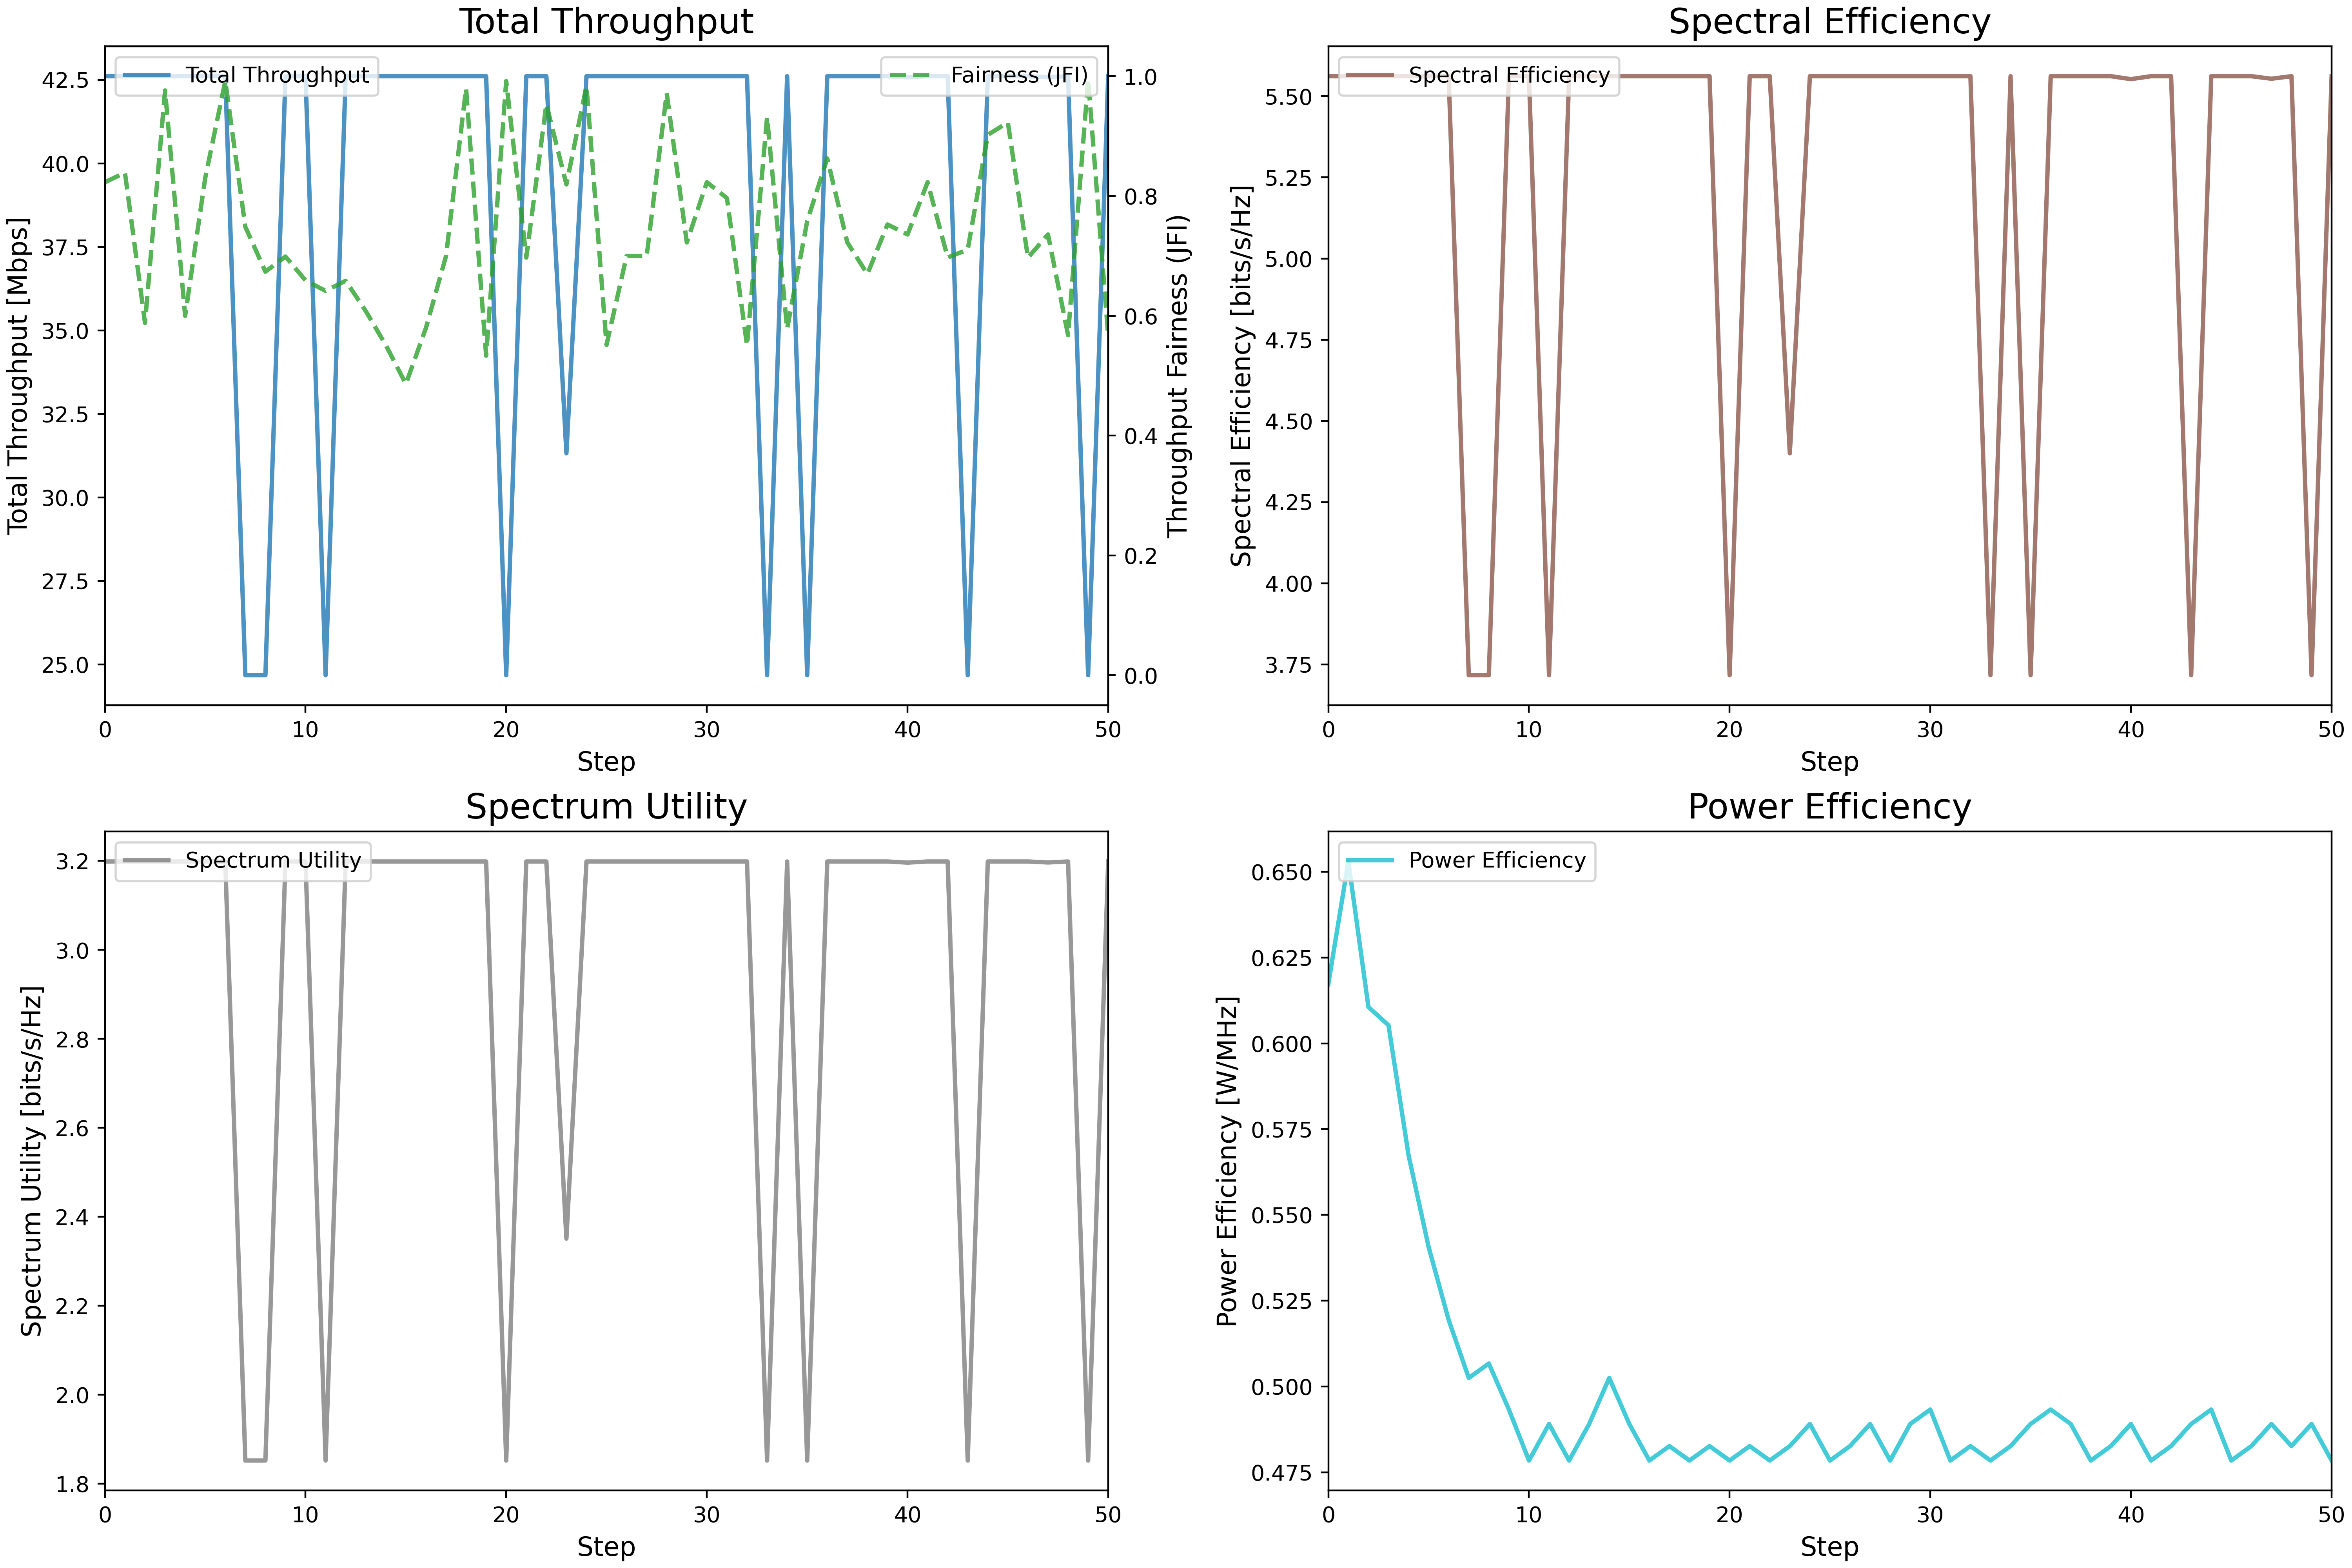 Total Throughput
Total Throughput
Fairness (JFI)
Total Throughput [Mbps]
42.5
40.0
37.5
35.0
32.5
30.0
27.5
25.0
Throughput Fairness (JFI)
1.0
0.8
0.6
0.4
0.2
0.0
0 10 20 30 40 50
Step
Spectral Efficiency
Spectral Efficiency
Spectral Efficiency [bits/s/Hz]
5.50
5.25
5.00
4.75
4.50
4.25
4.00
3.75
0 10 20 30 40 50
Step
Spectrum Utility
Spectrum Utility
Spectrum Utility [bits/s/Hz]
3.2
3.0
2.8
2.6
2.4
2.2
2.0
1.8
0 10 20 30 40 50
Step
Power Efficiency
Power Efficiency
Power Efficiency [W/MHz]
0.650
0.625
0.600
0.575
0.550
0.525
0.500
0.475
0 10 20 30 40 50
Step